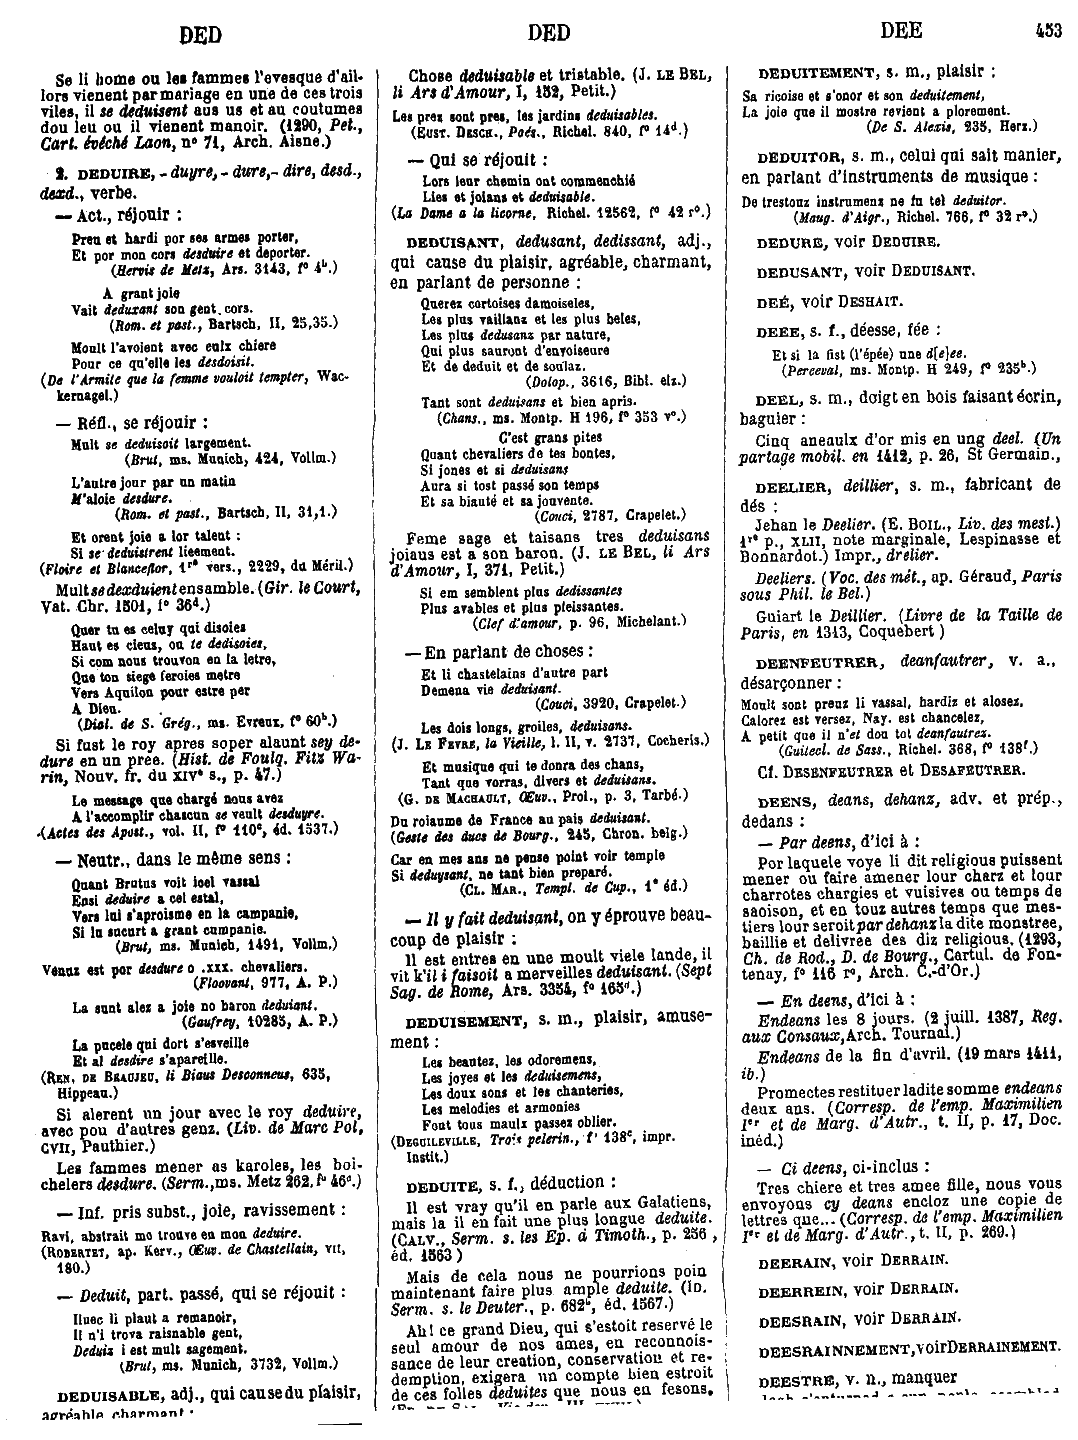 DED
DED
DEE
453
Se li home ou les fammes l'evesque d'ail-
lors vienent par mariage en une de ces trois
viles, il se deduisent aus us et au coutumes
dou leu ou il vienent manoir. (1290, Pet.,
Cart. évêché Laon, n° 71, Arch. Aisne.)
2. DEDUIRE, - duyre, - dure, - dire, desd.,
dexd., verbe.
— Act., réjouir :
Preu et hardi por ses armes porter,
Et por mon cors desduire et deporter.
(Hervis de Metz, Ars. 3143, f° 4b.)
A grant joie
Vait deduxant son gent cors.
(Rom. et past., Bartsch, II, 25,35.)
Moult l'avoient avec eulx chiere
Pour ce qu'elle les desdoisit.
(De l'Armite que la femme vouloit tempter, Wac-
kernagel.)
— Réfl., se réjouir :
Mult se deduisoit largement.
(Brut, ms. Munich, 424, Vollm.)
L'autre jour par un matin
M'aloie desdure.
(Rom. et past., Bartsch, II, 31,1.)
Et orent joie a lor talent :
Si se deduistrent lieement.
(Floire et Blanceflor, 1re vers., 2229, du Méril.)
Mult se dexduient ensamble. (Gir. le Court,
Vat. Chr. 1501, f° 36d.)
Quer tu es celuy qui disoies
Haut es cieus, ou te dedisoies,
Si com nous trouvon en la letre,
Que ton siege feroies metre
Vers Aquilon pour estre per
A Dieu.
(Dial. de S. Grég., ms. Evreux, f° 60b.)
Si fust le roy apres soper alaunt sey de-
dure en un pree. (Hist. de Foulq. Fitz Wa-
rin, Nouv. fr. du XIVe s., p. 47.)
Le message que chargé nous avez
A l'accomplir chascun se veult desduyre.
(Actes des Apost., vol. II, f° 110c, éd. 1537.)
— Neutr., dans le même sens :
Quant Brutus voit icel vassal
Ensi deduire a cel estal,
Vers lui s'aproisme en la campanie,
Si lu sucurt a grant cumpanie.
(Brut, ms. Munich, 1491, Vollm.)
Venuz est por desdure o .xxx. chevaliers.
(Floovant, 977, A. P.)
La sunt alez a joie no baron deduiant.
(Gaufrey, 10285, A. P.)
La pucele qui dort s'esveille
Et al desdire s'apareille.
(REN. DE BEAUJEU, li Biaus Desconneus, 635,
Hippeau.)
Si alerent un jour avec le roy deduire,
avec pou d'autres genz. (Liv. de Marc Pol,
CVII, Pauthier.)
Les fammes mener as karoles, les boi-
chelers desdure. (Serm., ms. Metz 262, f° 46a.)
— Inf. pris subst., joie, ravissement :
Ravi, abstrait me trouve en mon deduire.
(ROBERTET, ap. Kerv., Œuv. de Chastellain, VII,
180.)
— Deduit, part. passé, qui se réjouit :
Iluec li plaut a remanoir,
Il n'i trova raisnable gent,
Deduiz i est mult sagement.
(Brut, ms. Munich, 3732, Vollm.)
DEDUISABLE, adj., qui cause du plaisir,
agréable, charmant :
Chose deduisable et tristable. (J. LE BEL,
li Ars d'Amour, I, 152, Petit.)
Les prez sont pres, les jardins deduisables.
(EUST. DESCH., Poés., Richel. 840, f° 14d.)
— Qui se réjouit :
Lors leur chemin ont commenchié
Lies et joians et deduisable.
(La Dame a la licorne, Richel. 12562, f° 42 r°.)
DEDUISANT, dedusant, dedissant, adj.,
qui cause du plaisir, agréable, charmant,
en parlant de personne :
Querez cortoises damoiseles,
Les plus vaillanz et les plus beles,
Les plus dedusanz par nature,
Qui plus sauront d'envoiseure
Et de deduit et de soulaz.
(Dolop., 3616, Bibl. elz.)
Tant sont deduisans et bien apris.
(Chans., ms. Montp. H 196, f° 353 v°.)
C'est grans pites
Quant chevaliers de tes bontes,
Si jones et si deduisans
Aura si tost passé son temps
Et sa biauté et sa jouvente.
(Couci, 2787, Crapelet.)
Feme sage et taisans tres deduisans
joiaus est a son baron. (J. LE BEL, li Ars
d'Amour, I, 371, Petit.)
Si em semblent plus dedissantes
Plus avables et plus pleissantes.
(Clef d'amour, p. 96, Michelant.)
— En parlant de choses :
Et li chastelains d'autre part
Demena vie deduisant.
(Couci, 3920, Crapelet.)
Les dois longs, groiles, deduisans.
(J. LE FEVRE, la Vieille, l. II, v. 2737, Cocheris.)
Et musique qui te donra des chans,
Tant que vorras, divers et deduisans.
(G. DE MACHAULT, Œuv., Prol., p. 3, Tarbé.)
Du roiaume de France au païs deduisant.
(Geste des ducs de Bourg., 245, Chron. belg.)
Car en mes ans ne pense point voir temple
Si deduysant, ne tant bien preparé.
(CL. MAR., Templ. de Cup., 1e éd.)
— Il y fait deduisant, on y éprouve beau-
coup de plaisir :
Il est entres en une moult viele lande, il
vit k'il i faisoit a merveilles deduisant. (Sept
Sag. de Rome, Ars. 3354, f° 165d.)
DEDUISEMENT, s. m., plaisir, amuse-
ment :
Les beautez, les odoremens,
Les joyes et les deduisemens,
Les doux sons et les chanteries,
Les melodies et armonies
Font tous maulx passez oblier.
(DEGUILEVILLE, Trois pelerin., f° 138c, impr.
Instit.)
DEDUITE, s. f., déduction :
Il est vray qu'il en parle aux Galatiens,
mais la il en fait une plus longue deduite.
(CALV., Serm. s. les Ep. à Timoth., p. 256,
éd. 1563)
Mais de cela nous ne pourrions poin
maintenant faire plus ample deduite. (ID.
Serm. s. le Deuter., p. 682b, éd. 1567.)
Ah! ce grand Dieu, qui s'estoit reservé le
seul amour de nos ames, en reconnois-
sance de leur creation, conservation et re-
demption, exigera un compte bien estroit
de ces folles deduites que nous en fesons.
DEDUITEMENT, s. m., plaisir :
Sa ricoise et s'onor et son deduitement,
La joie que il mostre revient a plorement.
(De S. Alexis, 235, Herz.)
DEDUITOR, s. m., celui qui sait manier,
en parlant d'instruments de musique :
De trestouz instrumenz ne fu tel deduitor.
(Maug. d'Aigr., Richel. 766, f° 32 r°.)
DEDURE, voir DEDUIRE.
DEDUSANT, voir DEDUISANT.
DEÉ, voir DESHAIT.
DEEE, s. f., déesse, fée :
Et si la fist (l'épée) une d[e]ee.
(Perceval, ms. Montp. H 249, f° 235b.)
DEEL, s. m., doigt en bois faisant écrin,
baguier :
Cinq aneaulx d'or mis en ung deel. (Un
partage mobil. en 1412, p. 26, St Germain.,
DEELIER, deillier, s. m., fabricant de
dés :
Jehan le Deelier. (E. BOIL., Liv. des mest.)
1re p., XLII, note marginale, Lespinasse et
Bonnardot.) Impr., drelier.
Deeliers. (Voc. des mét., ap. Géraud, Paris
sous Phil. le Bel.)
Guiart le Deillier. (Livre de la Taille de
Paris, en 1313, Coquebert )
DEENFEUTRER, deanfautrer, v. a.,
désarçonner :
Moult sont preuz li vassal, hardiz et alosez,
Calorez est versez, Nay. est chancelez,
A petit que il n'et dou tot deanfautrez.
(Guitecl. de Sass., Richel. 368, f° 138f.)
Cf. DESENFEUTRER et DESAFEUTRER.
DEENS, deans, dehanz, adv. et prép.,
dedans :
— Par deens, d'ici à :
Por laquele voye li dit religious puissent
mener ou faire amener lour charz et lour
charrotes chargies et vuisives ou temps de
saoison, et en touz autres temps que mes-
tiers lour seroit par dehanz la dite monstree,
baillie et delivree des diz religious. (1293,
Ch. de Rod., D. de Bourg., Cartul. de Fon-
tenay, f° 116 r°, Arch. C.-d'Or.)
— En deens, d'ici à :
Endeans les 8 jours. (2 juill. 1387, Reg.
aux Consaux, Arch. Tournai.)
Endeans de la fin d'avril. (19 mars 1411,
ib.)
Promectes restituer ladite somme endeans
deux ans. (Corresp. de l'emp. Maximilien
Ier et de Marg. d'Autr., t. II, p. 17, Doc.
inéd.)
— Ci deens, ci-inclus :
Tres chiere et tres amee fille, nous vous
envoyons cy deans encloz une copie de
lettres que... (Corresp. de l'emp. Maximilien
Ier et de Marg. d'Autr., t. II, p. 269.)
DEERAIN, voir DERRAIN.
DEERREIN, voir DERRAIN.
DEESRAIN, voir DERRAIN.
DEESRAINNEMENT, voir DERRAINEMENT.
DEESTRE, v. n., manquer